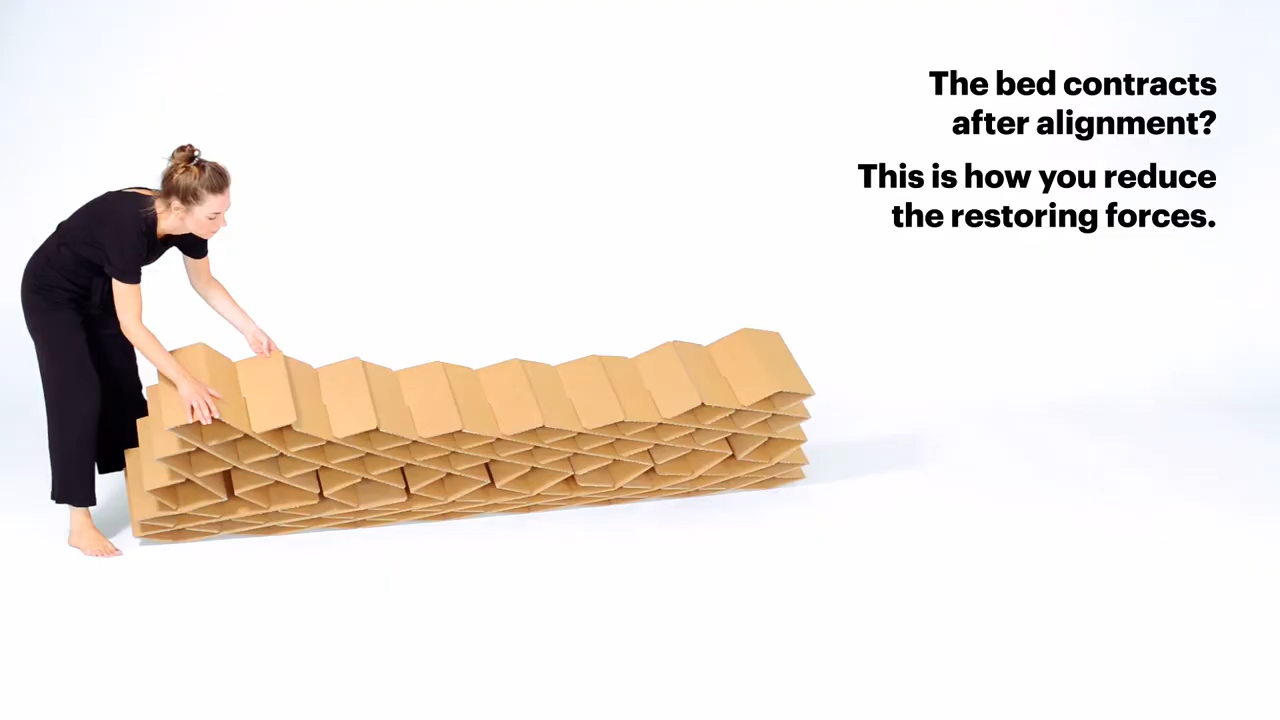 The bed contracts
after alignment?
This is how you reduce
the restoring forces.